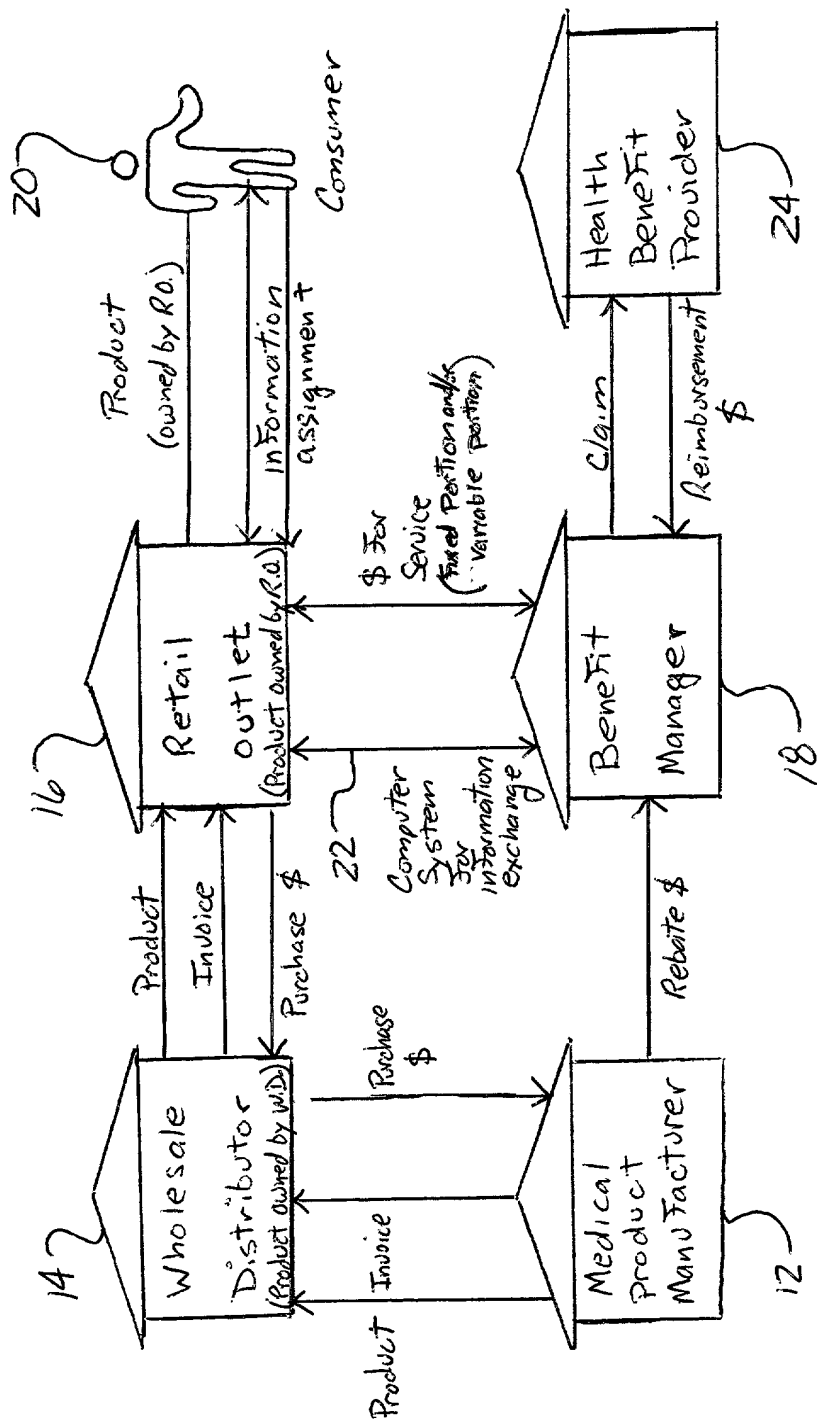 14
Wholesale
Distributor
(Product owned by W.D.)
Product
Invoice
Purchase $
16
Retail
Outlet
(Product owned by R.O.)
Product
(owned by R.O.)
information
assignment
20
Consumer
Product
Invoice
Purchase
$
22
Computer
System
For
information
exchange
$ For
Service
(Fixed Portion and/or
variable portion)
12
Medical
product
Manufacturer
Rebate $
18
Benefit
Manager
Claim
Reimbursement
$
24
Health
Benefit
Provider